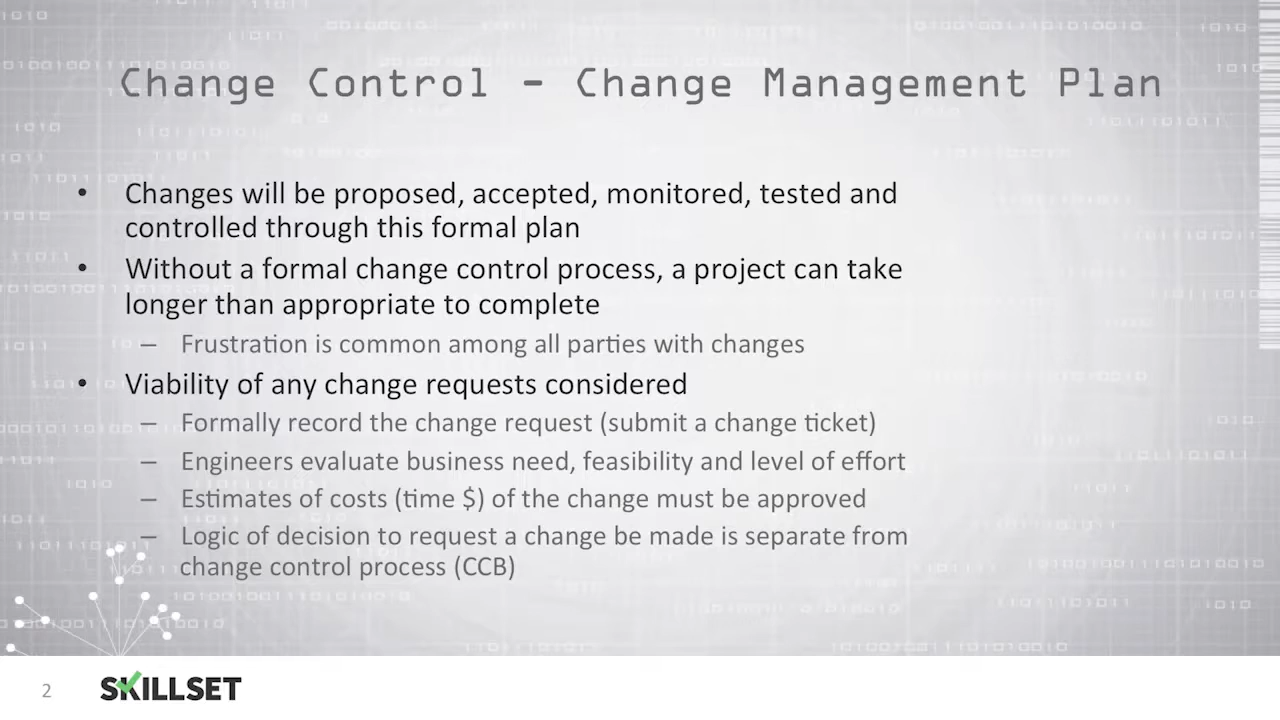 Change Control – Change Management Plan
• Changes will be proposed, accepted, monitored, tested and
controlled through this formal plan
• Without a formal change control process, a project can take
longer than appropriate to complete
– Frustration is common among all parties with changes
• Viability of any change requests considered
– Formally record the change request (submit a change ticket)
– Engineers evaluate business need, feasibility and level of effort
– Estimates of costs (time $) of the change must be approved
– Logic of decision to request a change be made is separate from
change control process (CCB)
2
SKILLSET